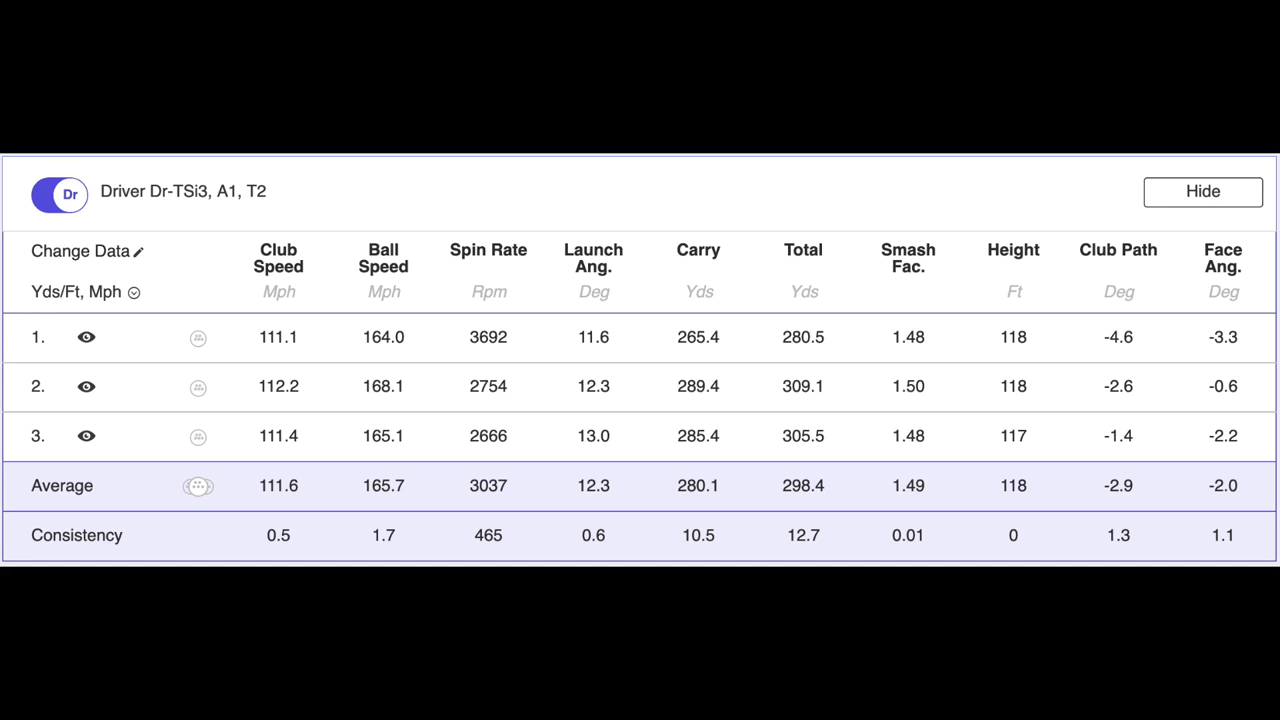 Dr Driver Dr-TSi3, A1, T2 Hide
Change Data Club Speed Ball Speed Spin Rate Launch Ang. Carry Total Smash Fac. Height Club Path Face Ang.
Yds/Ft, Mph Mph Mph Rpm Deg Yds Yds Ft Deg Deg
1. 111.1 164.0 3692 11.6 265.4 280.5 1.48 118 -4.6 -3.3
2. 112.2 168.1 2754 12.3 289.4 309.1 1.50 118 -2.6 -0.6
3. 111.4 165.1 2666 13.0 285.4 305.5 1.48 117 -1.4 -2.2
Average 111.6 165.7 3037 12.3 280.1 298.4 1.49 118 -2.9 -2.0
Consistency 0.5 1.7 465 0.6 10.5 12.7 0.01 0 1.3 1.1